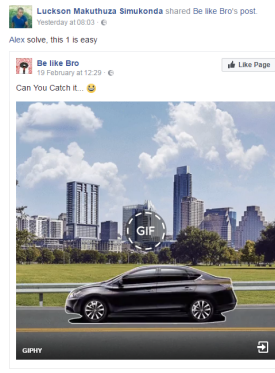 Luckson Makuthuza Simukonda shared Be like Bro's post.
Yesterday at 08:03 ·
Alex solve, this 1 is easy
Be like Bro
19 February at 12:29 ·
Like Page
Can You Catch it... 😂
GIF
GIPHY